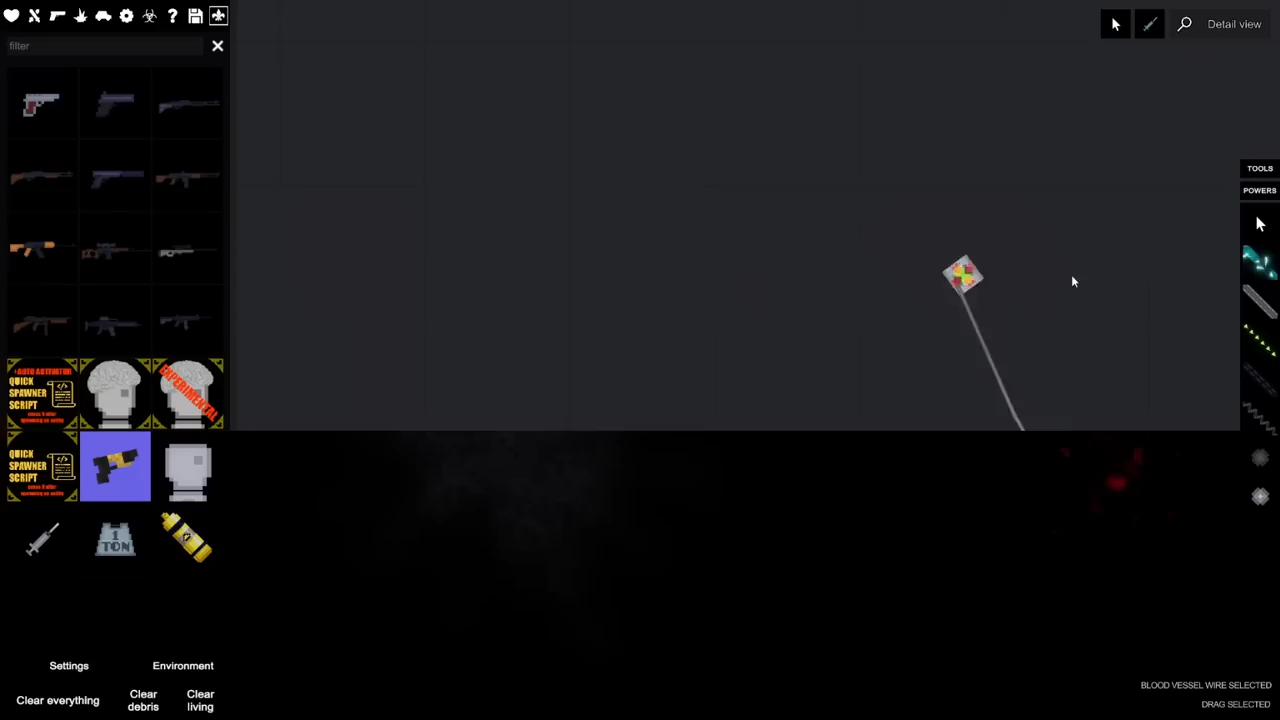 filter
Detail view
TOOLS
POWERS
+AUTO ACTIVATOR
QUICK
SPAWNER
SCRIPT
EXPERIMENTAL
QUICK
SPAWNER
SCRIPT
1
TON
Settings
Environment
Clear everything
Clear
debris
Clear
living
BLOOD VESSEL WIRE SELECTED
DRAG SELECTED